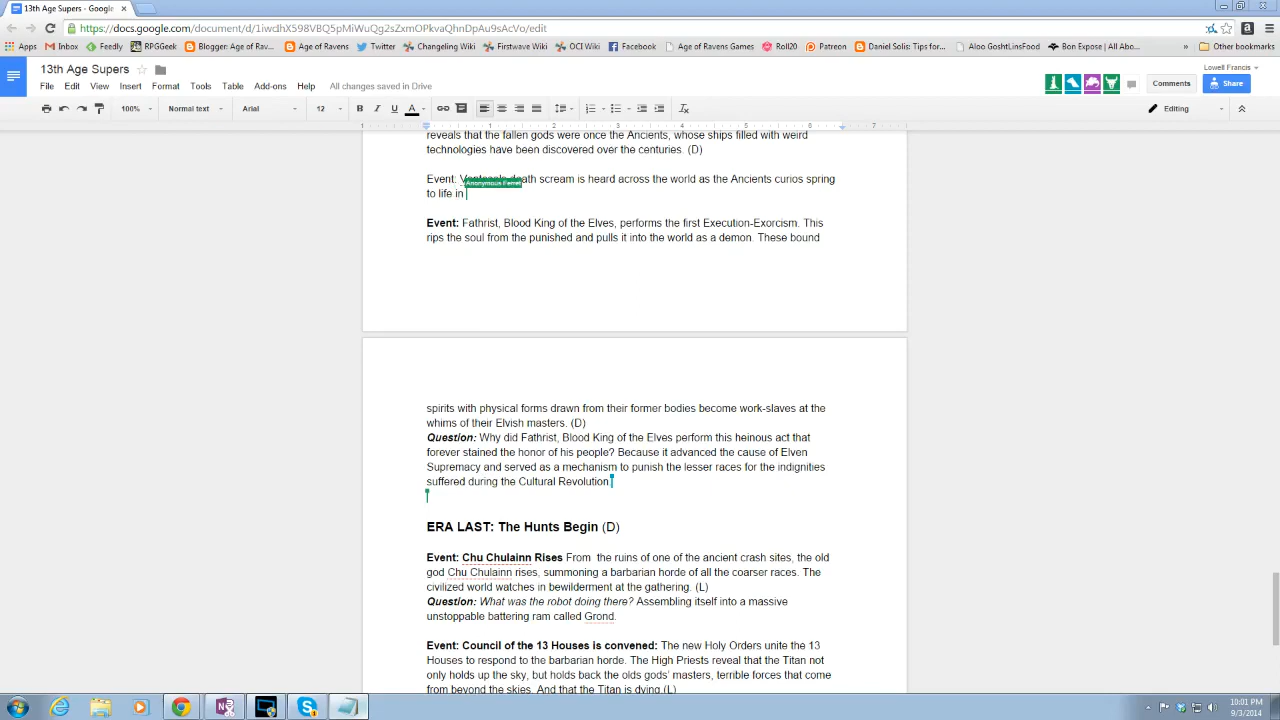 13th Age Supers - Google
https://docs.google.com/document/d/1iwcihX598VBQ5pMiWuQg2sZxmOPkvaQhnDpAu9sAcVo/edit
Apps Inbox Feedly RPGGeek Blogger: Age of Rav... Age of Ravens Twitter Changeling Wiki Firstwave Wiki OCI Wiki Facebook Age of Ravens Games Roll20 Patreon Daniel Solis: Tips for... Aloo GoshtLinsFood Bon Expose | All Abo... » Other bookmarks
13th Age Supers
Lowell Francis
File Edit View Insert Format Tools Table Add-ons Help All changes saved in Drive
Comments Share
100% Normal text Arial 12 B I U A Editing
1 1 2 3 4 5 6 7
reveals that the fallen gods were once the Ancients, whose ships filled with weird
technologies have been discovered over the centuries. (D)
Anonymous Ferret
Event: death scream is heard across the world as the Ancients curios spring
to life in
Event: Fathrist, Blood King of the Elves, performs the first Execution-Exorcism. This
rips the soul from the punished and pulls it into the world as a demon. These bound
spirits with physical forms drawn from their former bodies become work-slaves at the
whims of their Elvish masters. (D)
Question: Why did Fathrist, Blood King of the Elves perform this heinous act that
forever stained the honor of his people? Because it advanced the cause of Elven
Supremacy and served as a mechanism to punish the lesser races for the indignities
suffered during the Cultural Revolution
ERA LAST: The Hunts Begin (D)
Event: Chu Chulainn Rises From the ruins of one of the ancient crash sites, the old
god Chu Chulainn rises, summoning a barbarian horde of all the coarser races. The
civilized world watches in bewilderment at the gathering. (L)
Question: What was the robot doing there? Assembling itself into a massive
unstoppable battering ram called Grond.
Event: Council of the 13 Houses is convened: The new Holy Orders unite the 13
Houses to respond to the barbarian horde. The High Priests reveal that the Titan not
only holds up the sky, but holds back the olds gods' masters, terrible forces that come
from beyond the skies. And that the Titan is dying.(L)
10:01 PM
9/3/2014